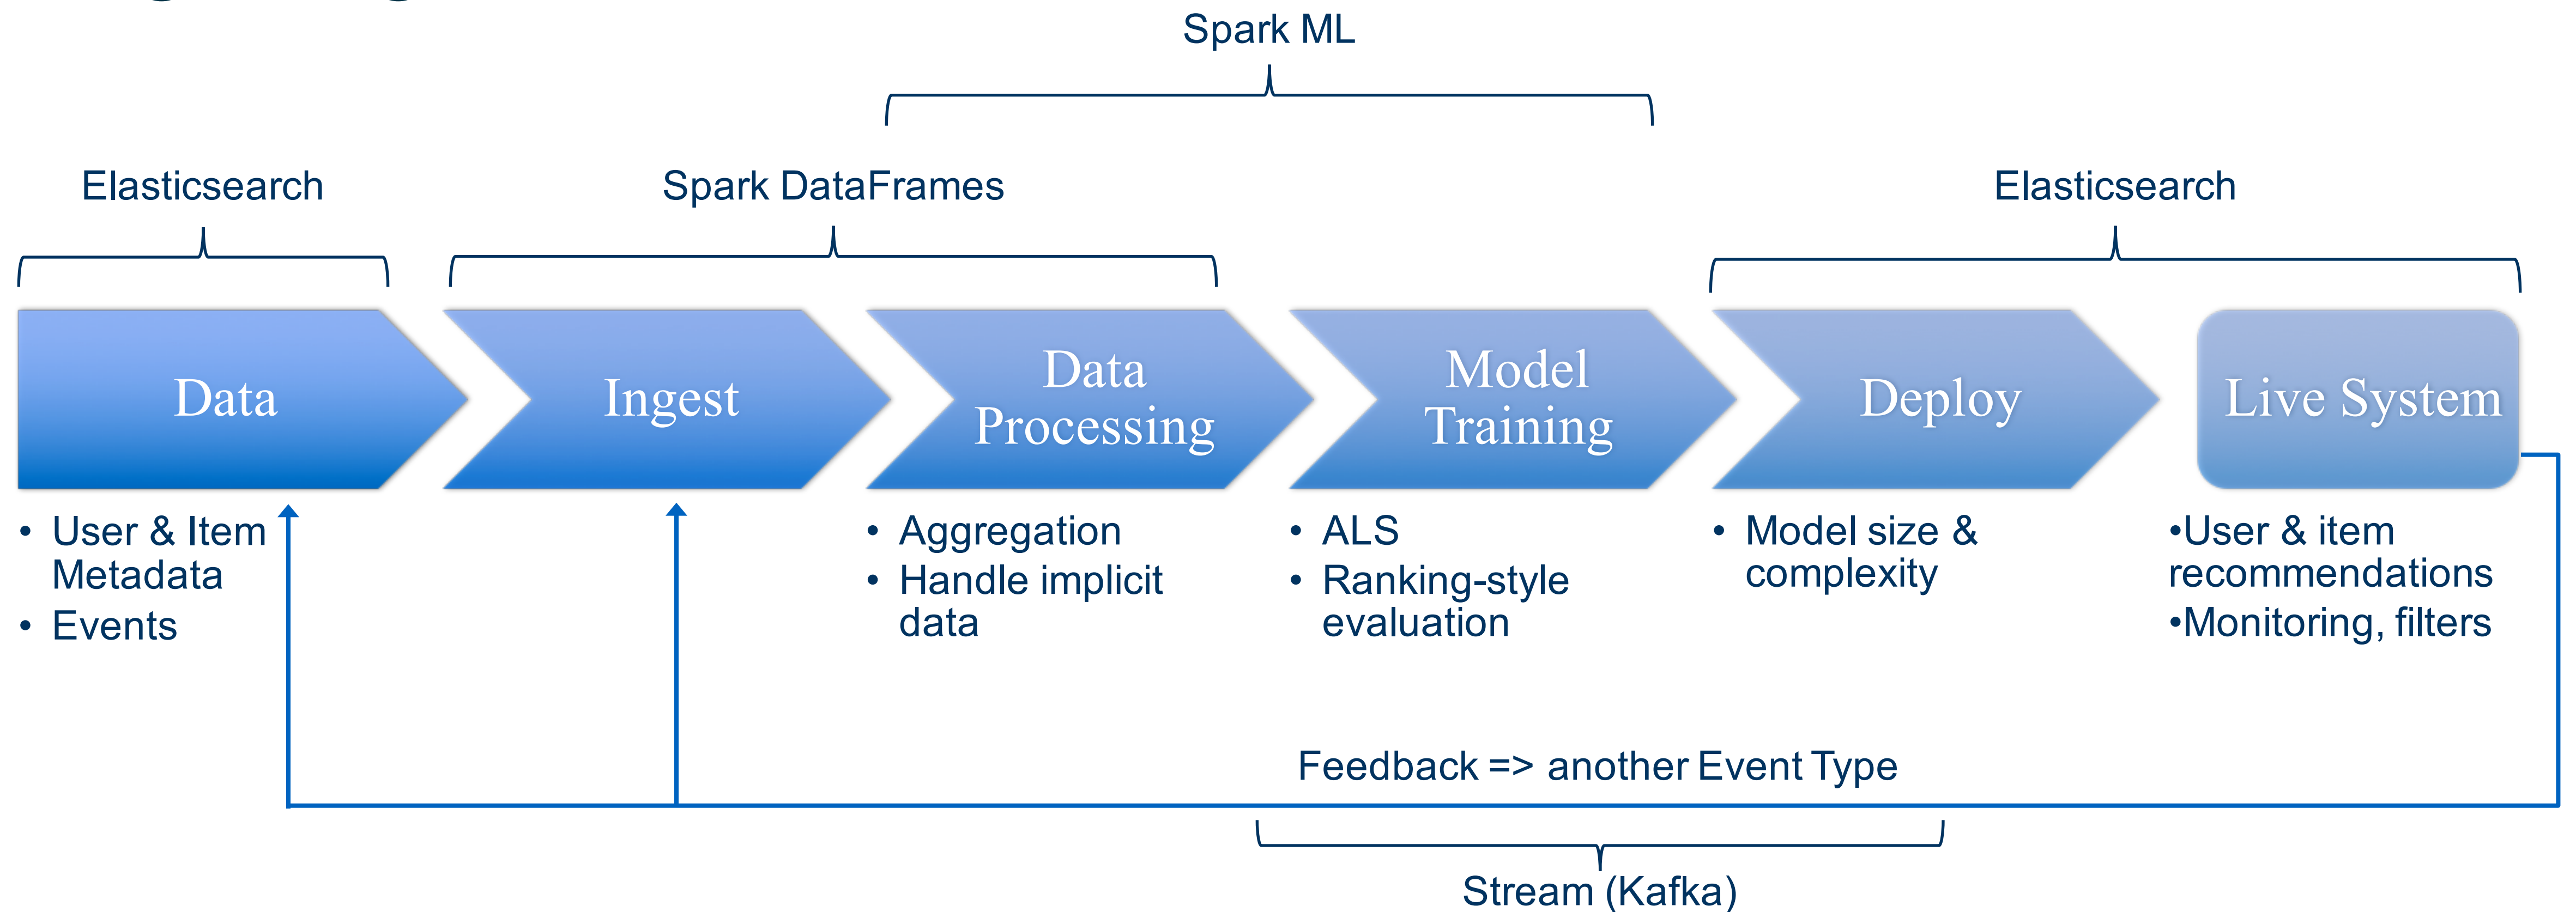 Spark ML
Elasticsearch
Spark DataFrames
Elasticsearch
Data
Ingest
Data
Processing
Model
Training
Deploy
Live System
• User & Item
Metadata
• Events
• Aggregation
• Handle implicit
data
• ALS
• Ranking-style
evaluation
• Model size &
complexity
•User & item
recommendations
•Monitoring, filters
Feedback => another Event Type
Stream (Kafka)